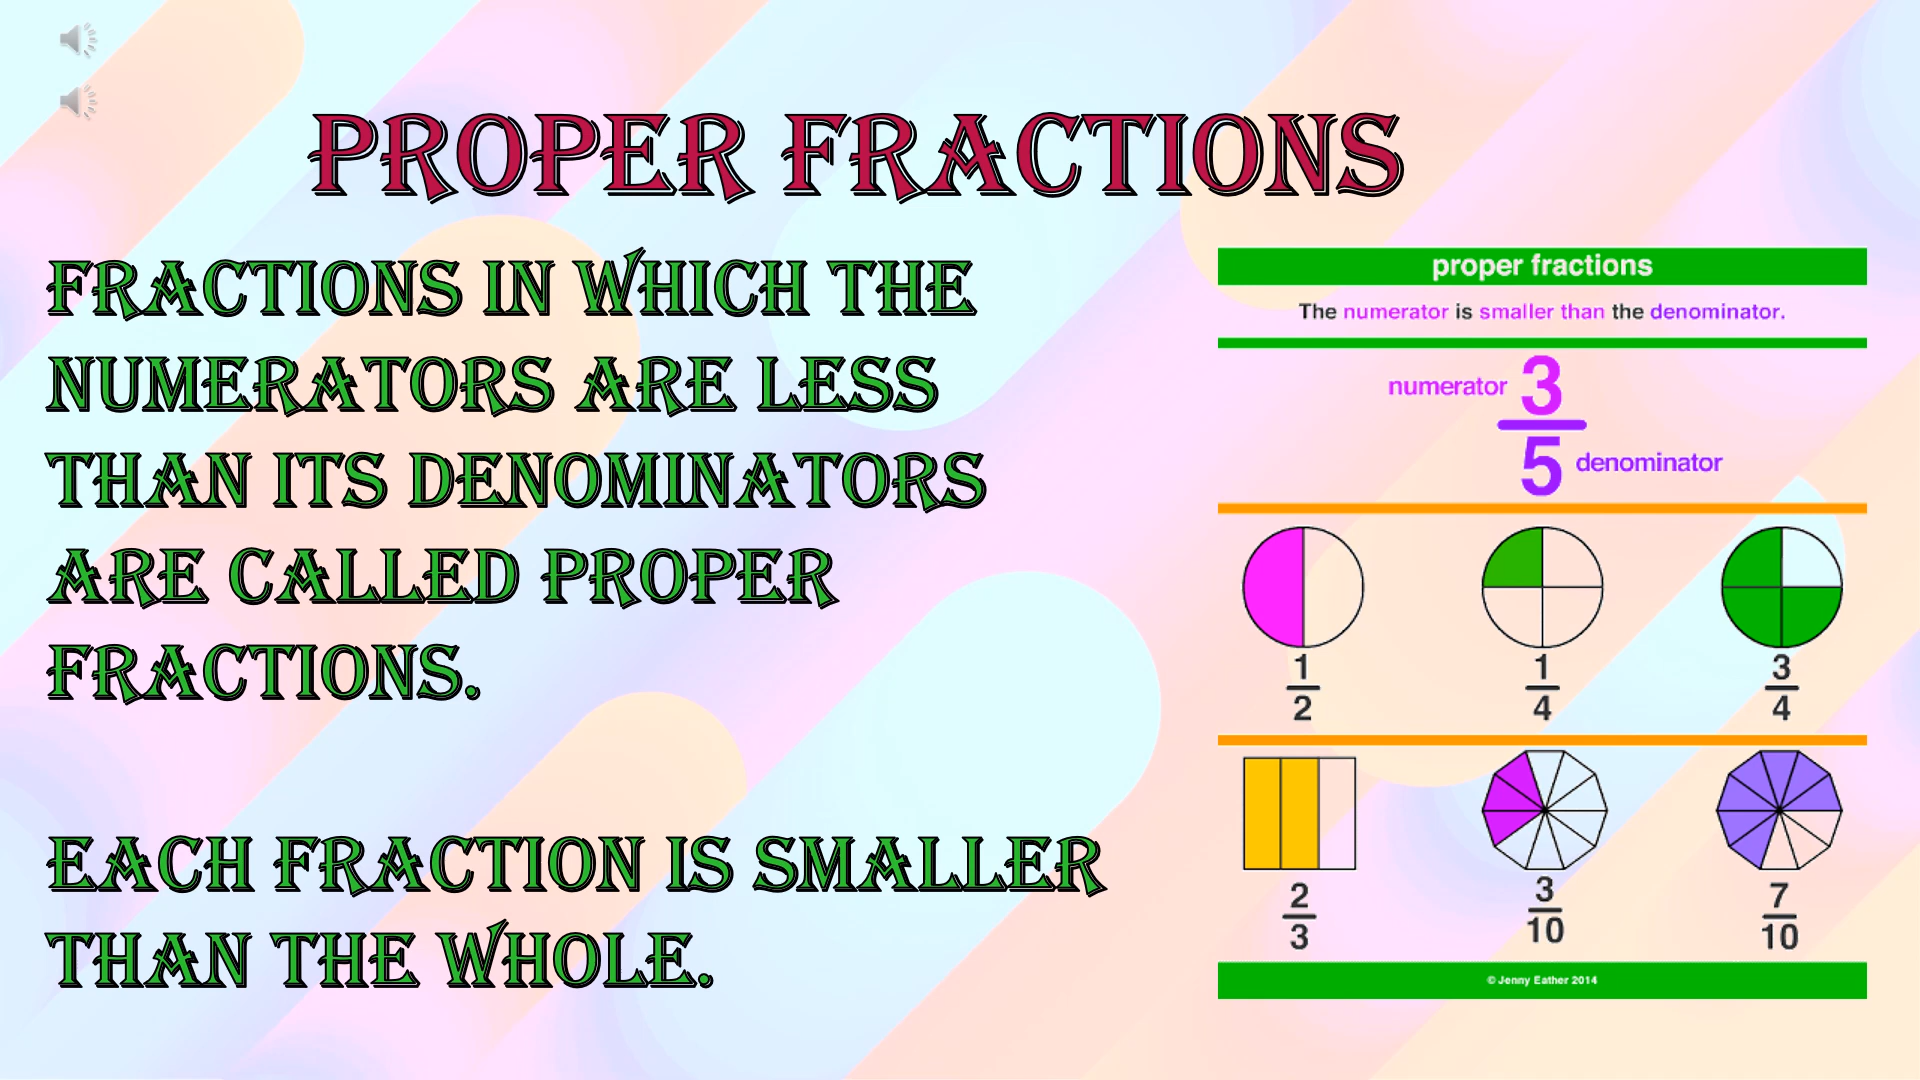 PROPER FRACTIONS
FRACTIONS IN WHICH THE
NUMERATORS ARE LESS
THAN ITS DENOMINATORS
ARE CALLED PROPER
FRACTIONS.
EACH FRACTION IS SMALLER
THAN THE WHOLE.
proper fractions
The numerator is smaller than the denominator.
numerator 3
5 denominator
1 1 3
2 4 4
2 3 7
3 10 10
© Jenny Eather 2014